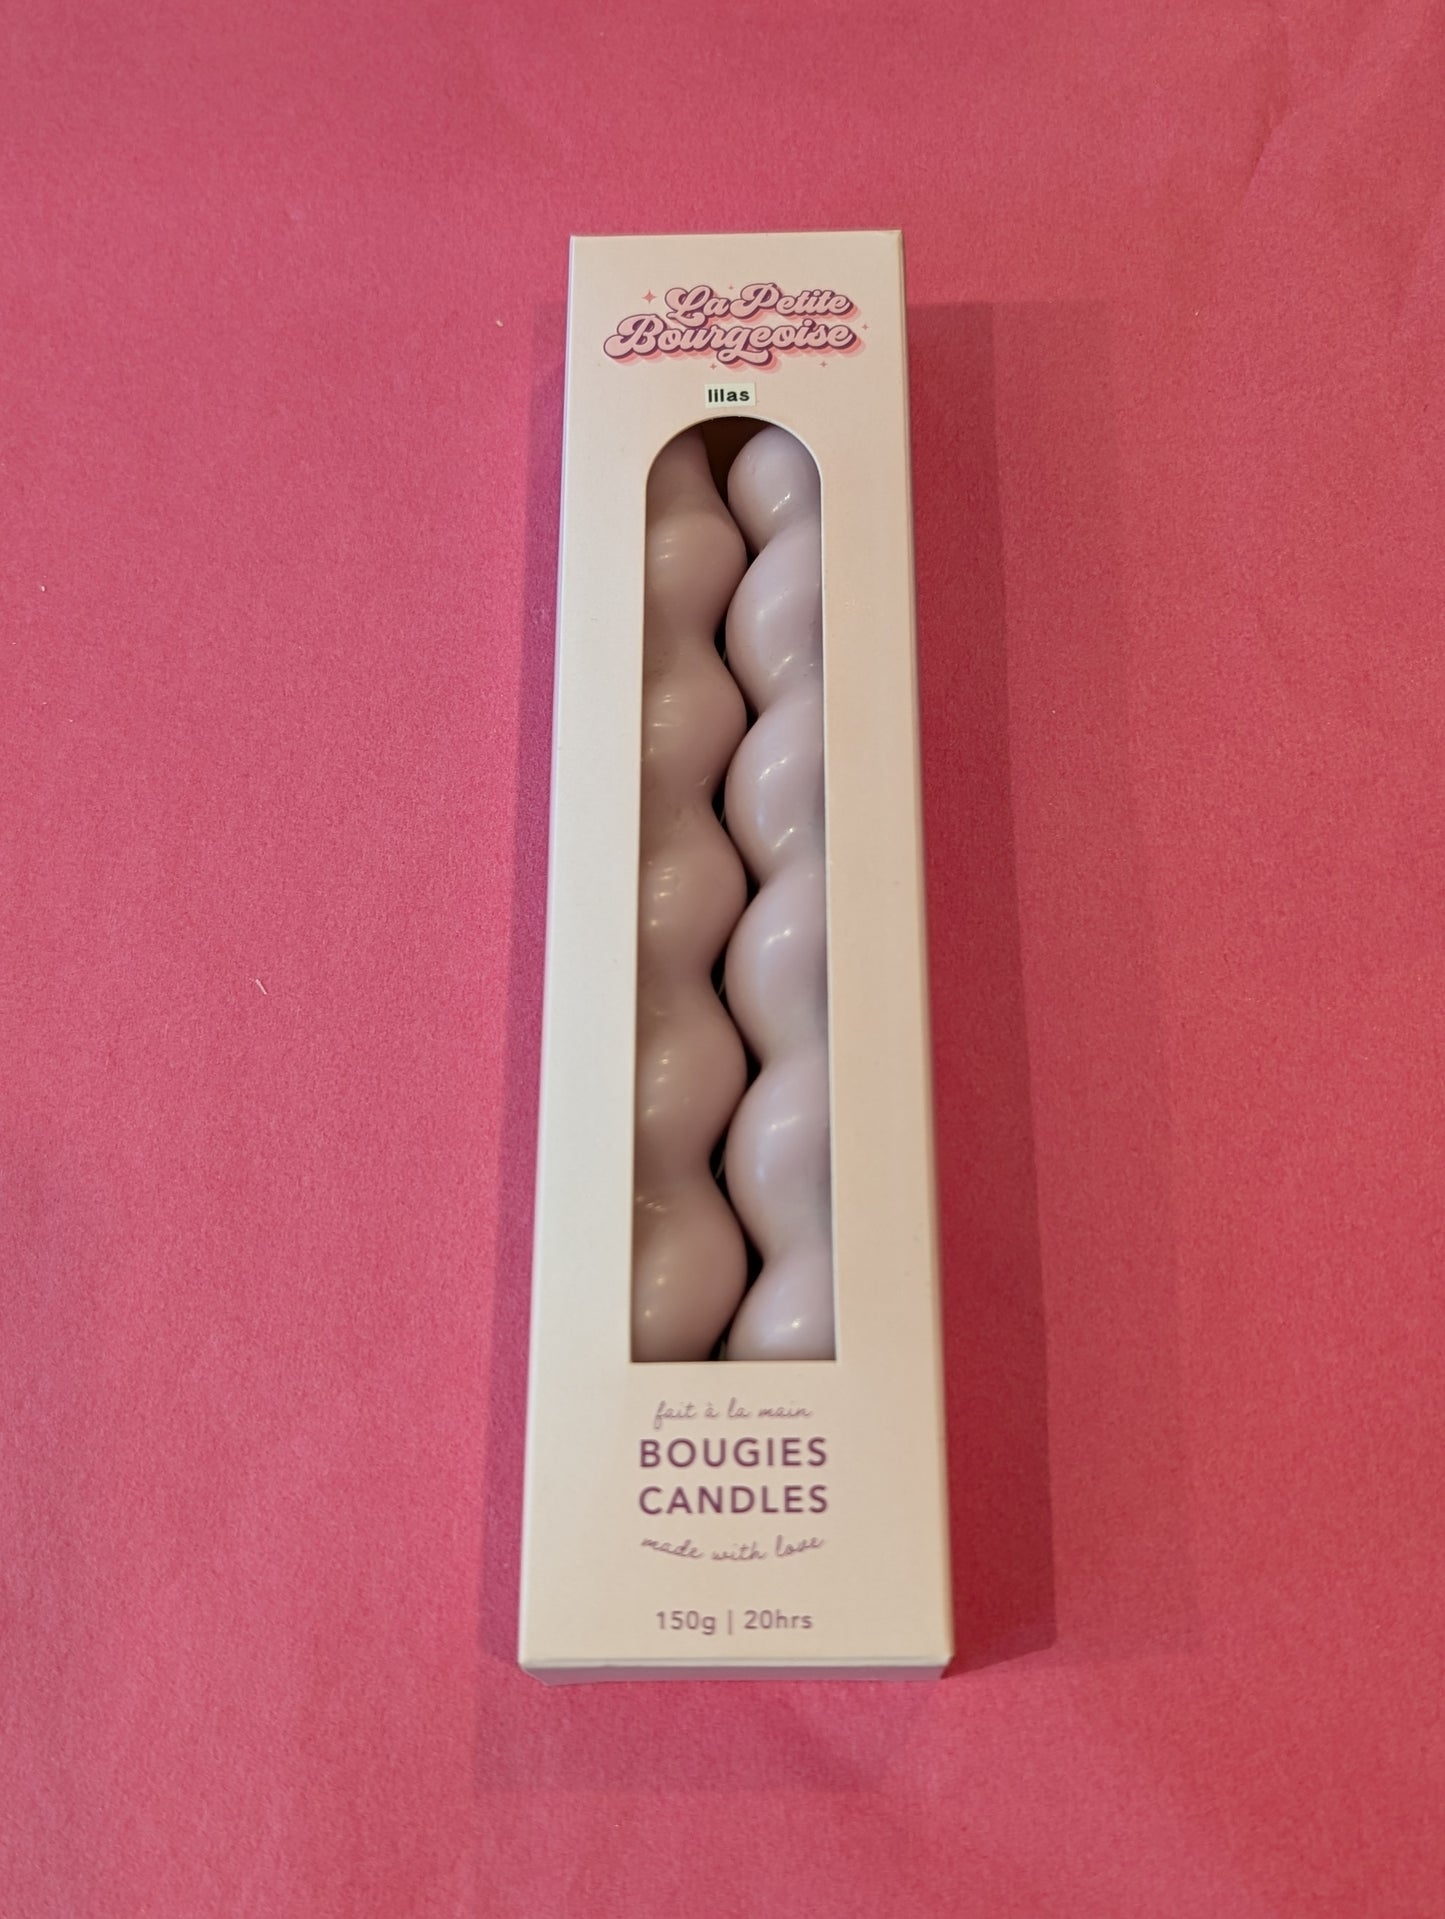 La Petite
Bourgeoise
lilas
fait à la main
BOUGIES
CANDLES
made with love
150g | 20hrs